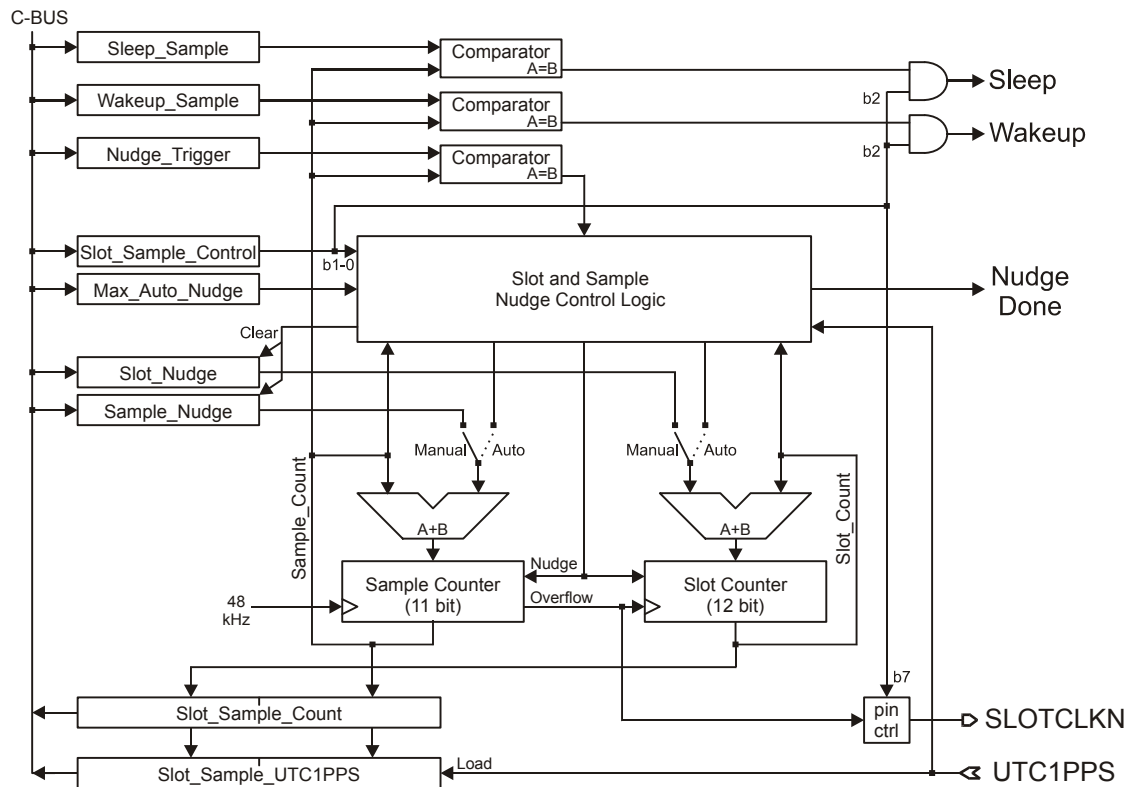 C-BUS
Sleep_Sample
Comparator
A=B
b2
Sleep
Wakeup_Sample
Comparator
A=B
b2
Wakeup
Nudge_Trigger
Comparator
A=B
Slot_Sample_Control
b1-0
Max_Auto_Nudge
Slot and Sample
Nudge Control Logic
Nudge
Done
Clear
Slot_Nudge
Sample_Nudge
Manual
Auto
Manual
Auto
Sample_Count
Slot_Count
A+B
A+B
48
kHz
Sample Counter
(11 bit)
Nudge
Overflow
Slot Counter
(12 bit)
b7
Slot_Sample_Count
pin
ctrl
SLOTCLKN
Slot_Sample_UTC1PPS
Load
UTC1PPS